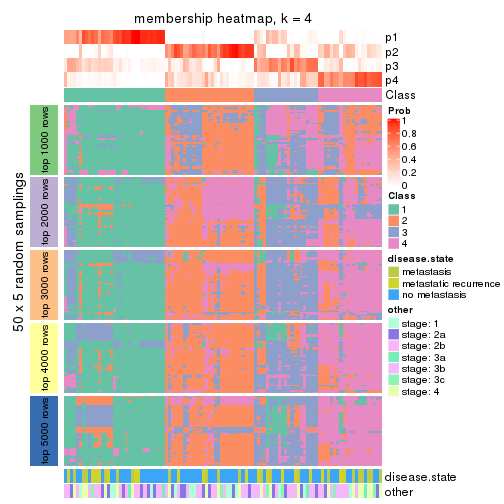 membership heatmap, k = 4
p1
p2
p3
p4
Class
50 x 5 random samplings
top 1000 rows
top 2000 rows
top 3000 rows
top 4000 rows
top 5000 rows
disease.state
other
Prob
1
0.8
0.6
0.4
0.2
0
Class
1
2
3
4
disease.state
metastasis
metastatic recurrence
no metastasis
other
stage: 1
stage: 2a
stage: 2b
stage: 3a
stage: 3b
stage: 3c
stage: 4